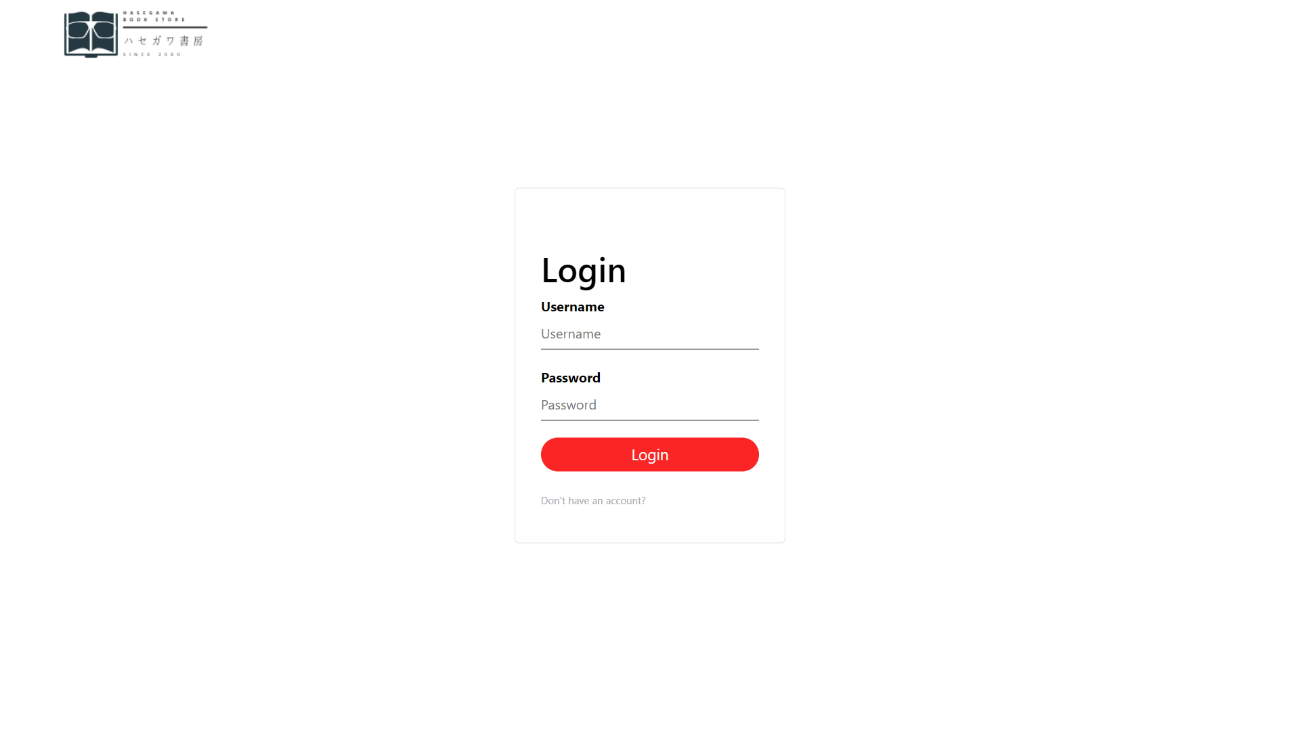 HASEGAWA
BOOK STORE
ハセガワ書房
SINCE 2000
Login
Username
Username
Password
Password
Login
Don't have an account?